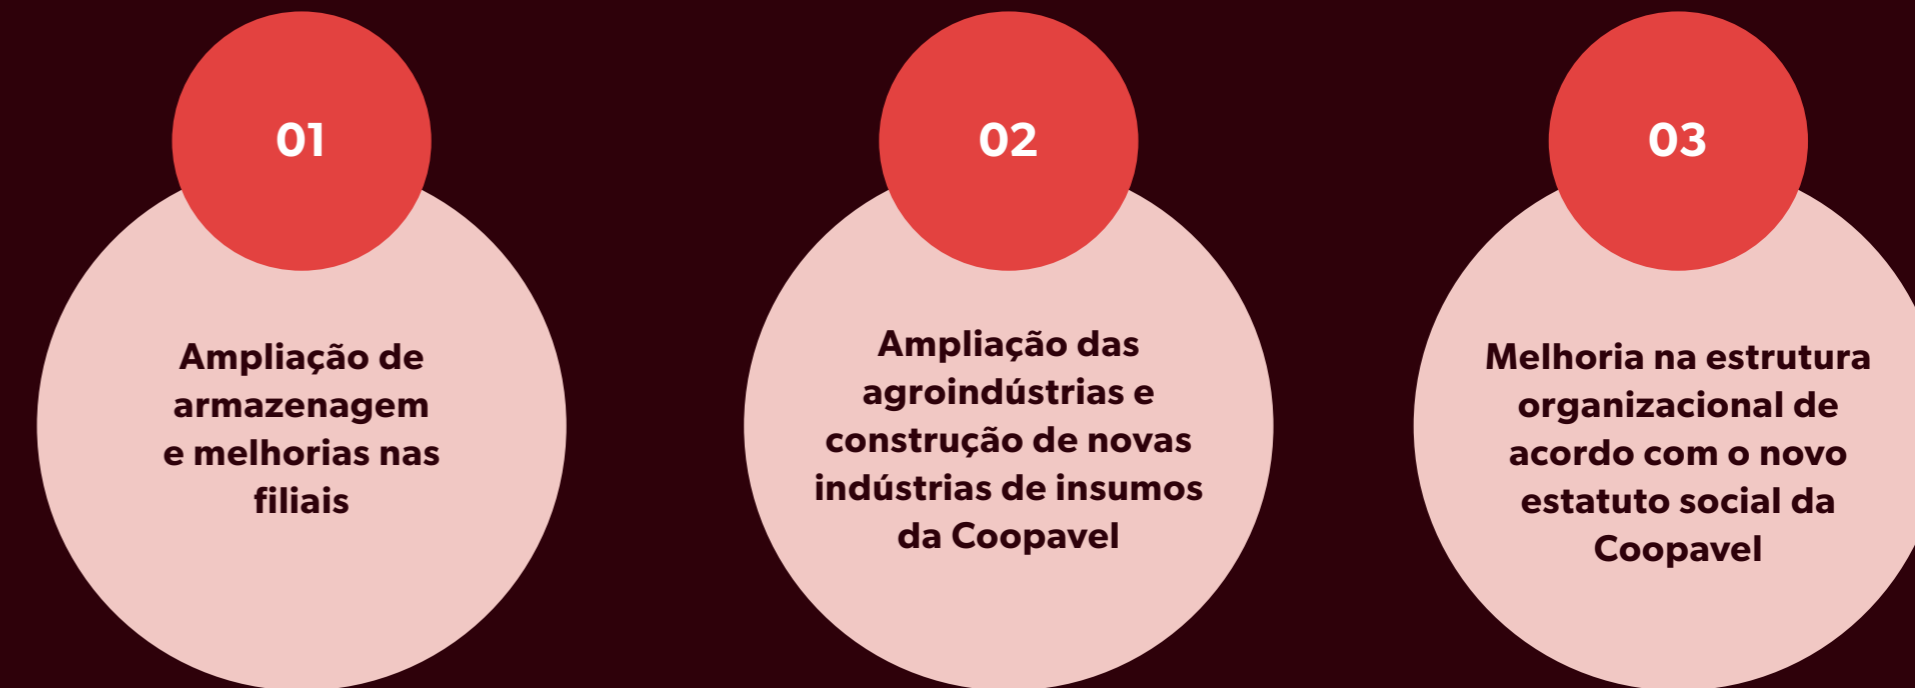 01
Ampliação de
armazenagem
e melhorias nas
filiais
02
Ampliação das
agroindústrias e
construção de novas
indústrias de insumos
da Coopavel
03
Melhoria na estrutura
organizacional de
acordo com o novo
estatuto social da
Coopavel